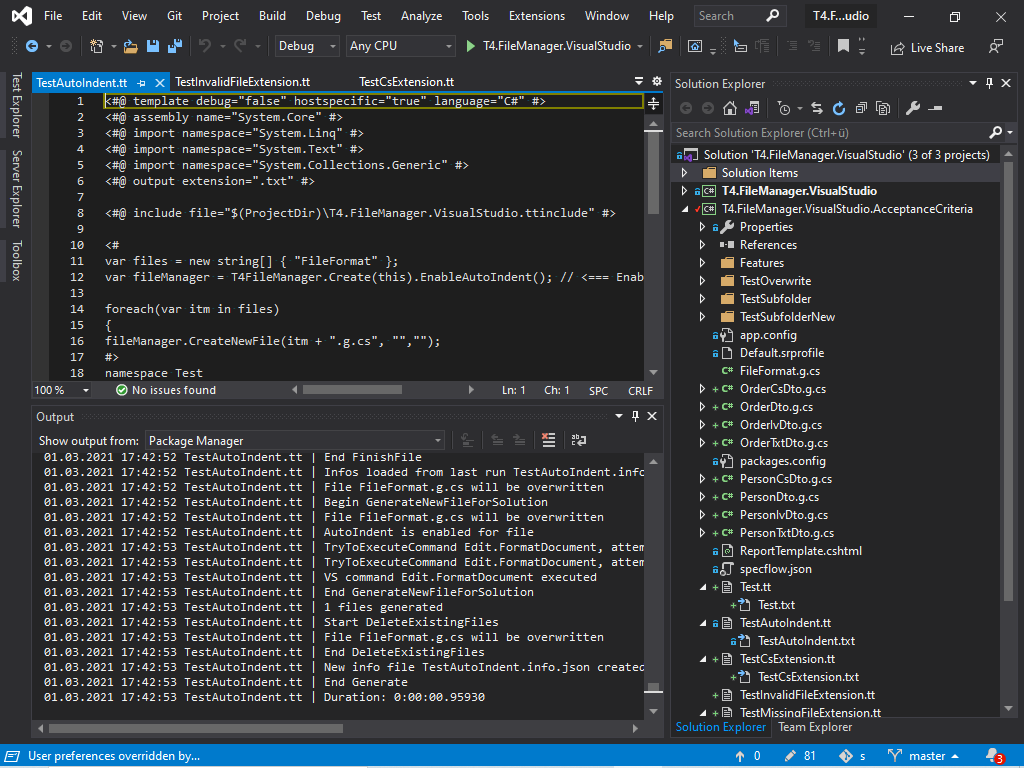 File Edit View Git Project Build Debug Test Analyze Tools Extensions Window Help Search T4.F...udio
Debug Any CPU T4.FileManager.VisualStudio Live Share
Test Explorer
Server Explorer
Toolbox
TestAutoIndent.tt TestInvalidFileExtension.tt TestCsExtension.tt
1 <#@ template debug="false" hostspecific="true" language="C#" #>
2 <#@ assembly name="System.Core" #>
3 <#@ import namespace="System.Linq" #>
4 <#@ import namespace="System.Text" #>
5 <#@ import namespace="System.Collections.Generic" #>
6 <#@ output extension=".txt" #>
7
8 <#@ include file="$(ProjectDir)\T4.FileManager.VisualStudio.ttinclude" #>
9
10 <#
11 var files = new string[] { "FileFormat" };
12 var fileManager = T4FileManager.Create(this).EnableAutoIndent(); // <=== Enab
13
14 foreach(var itm in files)
15 {
16 fileManager.CreateNewFile(itm + ".g.cs", "","");
17 #>
18 namespace Test
100 % No issues found Ln: 1 Ch: 1 SPC CRLF
Output
Show output from: Package Manager
01.03.2021 17:42:52 TestAutoIndent.tt | End FinishFile
01.03.2021 17:42:52 TestAutoIndent.tt | Infos loaded from last run TestAutoIndent.info
01.03.2021 17:42:52 TestAutoIndent.tt | File FileFormat.g.cs will be overwritten
01.03.2021 17:42:52 TestAutoIndent.tt | Begin GenerateNewFileForSolution
01.03.2021 17:42:52 TestAutoIndent.tt | File FileFormat.g.cs will be overwritten
01.03.2021 17:42:52 TestAutoIndent.tt | AutoIndent is enabled for file
01.03.2021 17:42:53 TestAutoIndent.tt | TryToExecuteCommand Edit.FormatDocument, attem
01.03.2021 17:42:53 TestAutoIndent.tt | TryToExecuteCommand Edit.FormatDocument, attem
01.03.2021 17:42:53 TestAutoIndent.tt | VS command Edit.FormatDocument executed
01.03.2021 17:42:53 TestAutoIndent.tt | End GenerateNewFileForSolution
01.03.2021 17:42:53 TestAutoIndent.tt | 1 files generated
01.03.2021 17:42:53 TestAutoIndent.tt | Start DeleteExistingFiles
01.03.2021 17:42:53 TestAutoIndent.tt | File FileFormat.g.cs will be overwritten
01.03.2021 17:42:53 TestAutoIndent.tt | End DeleteExistingFiles
01.03.2021 17:42:53 TestAutoIndent.tt | New info file TestAutoIndent.info.json created
01.03.2021 17:42:53 TestAutoIndent.tt | End Generate
01.03.2021 17:42:53 TestAutoIndent.tt | Duration: 0:00:00.95930
Solution Explorer
Search Solution Explorer (Ctrl+ü)
Solution 'T4.FileManager.VisualStudio' (3 of 3 projects)
Solution Items
C# T4.FileManager.VisualStudio
C# T4.FileManager.VisualStudio.AcceptanceCriteria
Properties
References
Features
TestOverwrite
TestSubfolder
TestSubfolderNew
app.config
Default.srprofile
C# FileFormat.g.cs
+ C# OrderCsDto.g.cs
+ C# OrderDto.g.cs
+ C# OrderIvDto.g.cs
+ C# OrderTxtDto.g.cs
packages.config
+ C# PersonCsDto.g.cs
+ C# PersonDto.g.cs
+ C# PersonIvDto.g.cs
+ C# PersonTxtDto.g.cs
ReportTemplate.cshtml
specflow.json
+ Test.tt
+ Test.txt
TestAutoIndent.tt
TestAutoIndent.txt
+ TestCsExtension.tt
+ TestCsExtension.txt
+ TestInvalidFileExtension.tt
+ TestMissingFileExtension.tt
Solution Explorer Team Explorer
User preferences overridden by... 0 81 s master 3